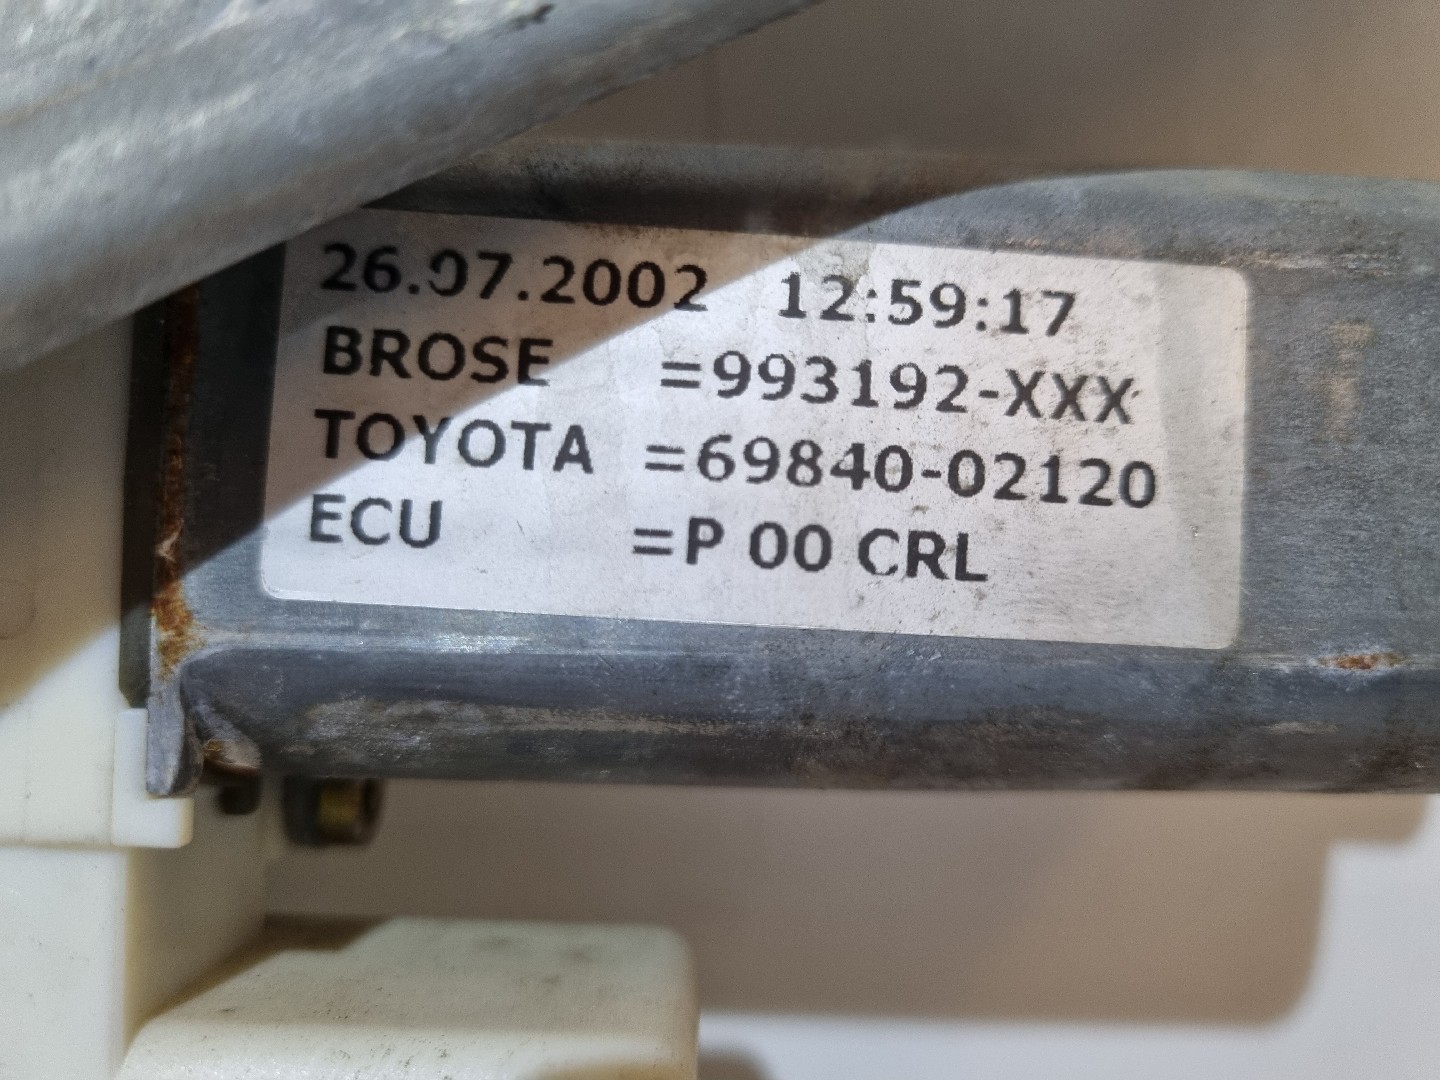 26.07.2002 12:59:17
BROSE =993192-XXX
TOYOTA =69840-02120
ECU =P 00 CRL